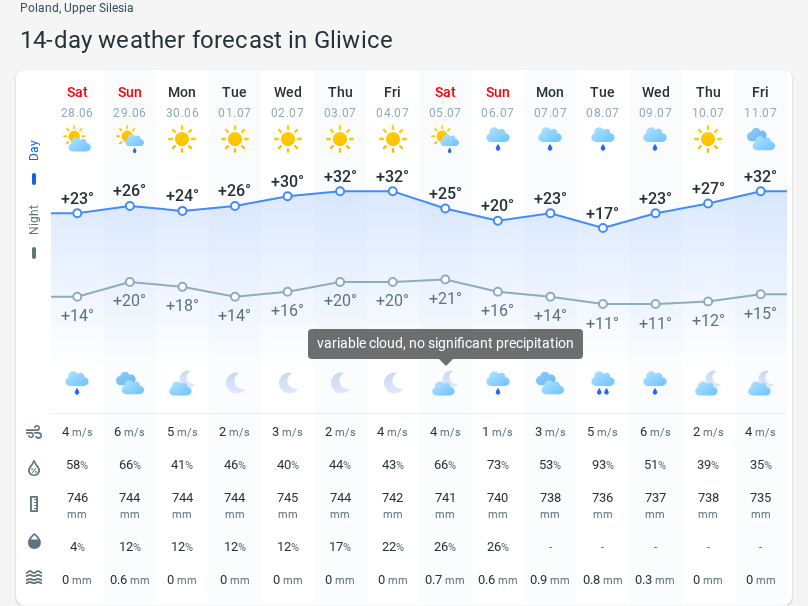 Poland, Upper Silesia
14-day weather forecast in Gliwice
Sat Sun Mon Tue Wed Thu Fri Sat Sun Mon Tue Wed Thu Fri
28.06 29.06 30.06 01.07 02.07 03.07 04.07 05.07 06.07 07.07 08.07 09.07 10.07 11.07
Day
+23° +26° +24° +26° +30° +32° +32° +25° +20° +23° +17° +23° +27° +32°
Night
+14° +20° +18° +14° +16° +20° +20° +21° +16° +14° +11° +11° +12° +15°
variable cloud, no significant precipitation
4 m/s 6 m/s 5 m/s 2 m/s 3 m/s 2 m/s 4 m/s 4 m/s 1 m/s 3 m/s 5 m/s 6 m/s 2 m/s 4 m/s
58% 66% 41% 46% 40% 44% 43% 66% 73% 53% 93% 51% 39% 35%
746 744 744 744 745 744 742 741 740 738 736 737 738 735
mm mm mm mm mm mm mm mm mm mm mm mm mm mm
4% 12% 12% 12% 12% 17% 22% 26% 26% - - - - -
0 mm 0.6 mm 0 mm 0 mm 0 mm 0 mm 0 mm 0.7 mm 0.6 mm 0.9 mm 0.8 mm 0.3 mm 0 mm 0 mm